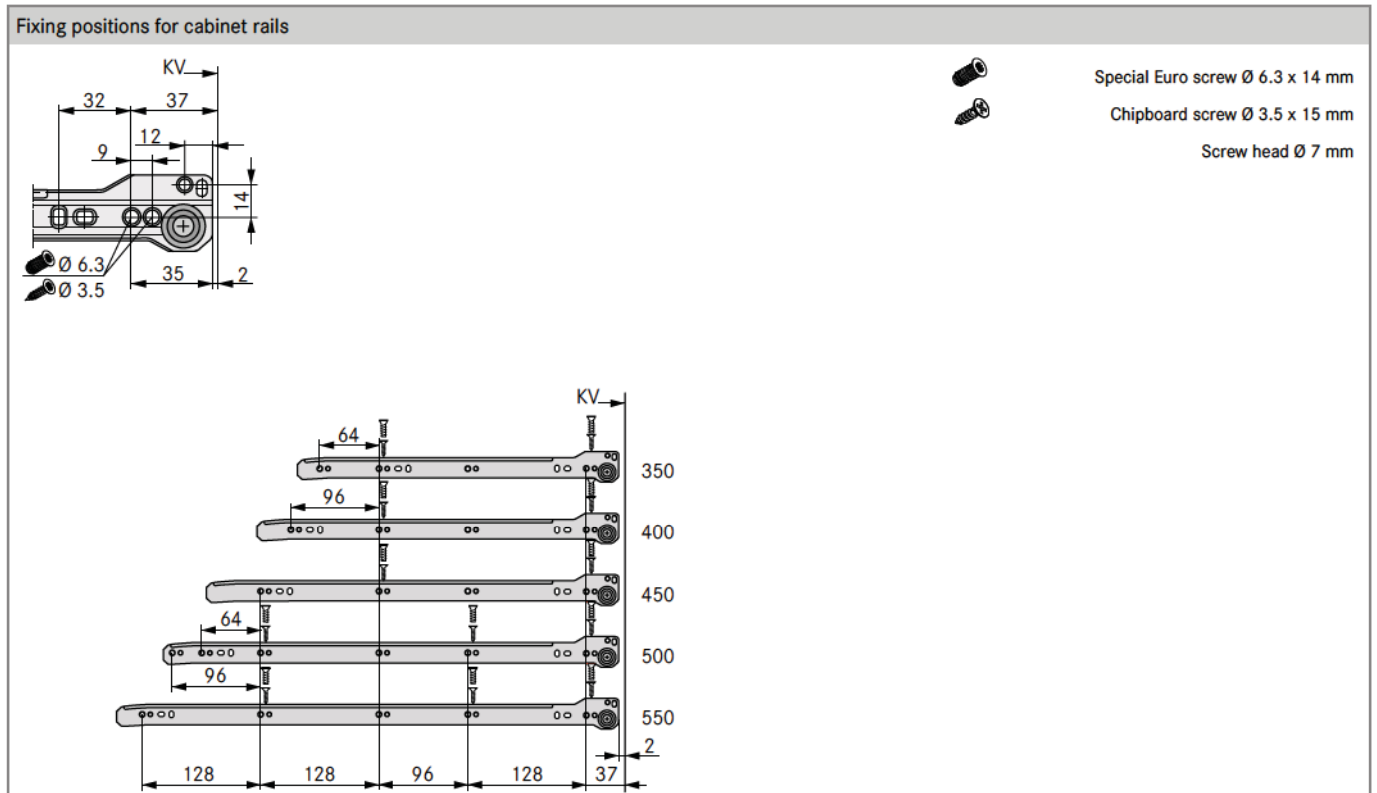 Fixing positions for cabinet rails
KV
32 37
12
9
14
Ø 6.3
Ø 3.5
35 2
Special Euro screw Ø 6.3 x 14 mm
Chipboard screw Ø 3.5 x 15 mm
Screw head Ø 7 mm
KV
64
350
96
400
450
64
500
96
550
2
128 128 96 128 37